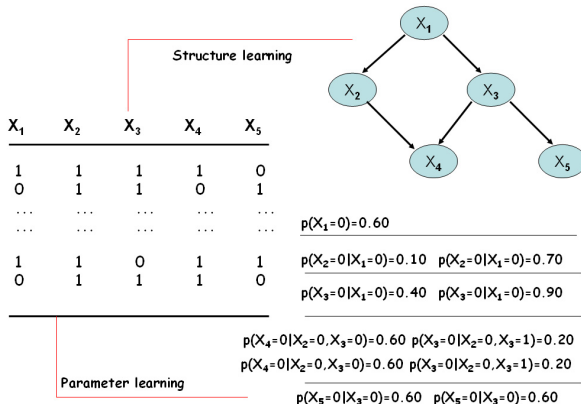 X₁
Structure learning
X₂ X₃
X₄ X₅
X₁ X₂ X₃ X₄ X₅
1 1 1 1 0
0 1 1 0 1
... ... ... ... ...
... ... ... ... ...
1 1 0 1 1
0 1 1 1 0
p(X₁=0)=0.60
p(X₂=0|X₁=0)=0.10 p(X₂=0|X₁=0)=0.70
p(X₃=0|X₁=0)=0.40 p(X₃=0|X₁=0)=0.90
p(X₄=0|X₂=0,X₃=0)=0.60 p(X₃=0|X₂=0,X₃=1)=0.20
p(X₄=0|X₂=0,X₃=0)=0.60 p(X₃=0|X₂=0,X₃=1)=0.20
Parameter learning
p(X₅=0|X₃=0)=0.60 p(X₅=0|X₃=0)=0.60